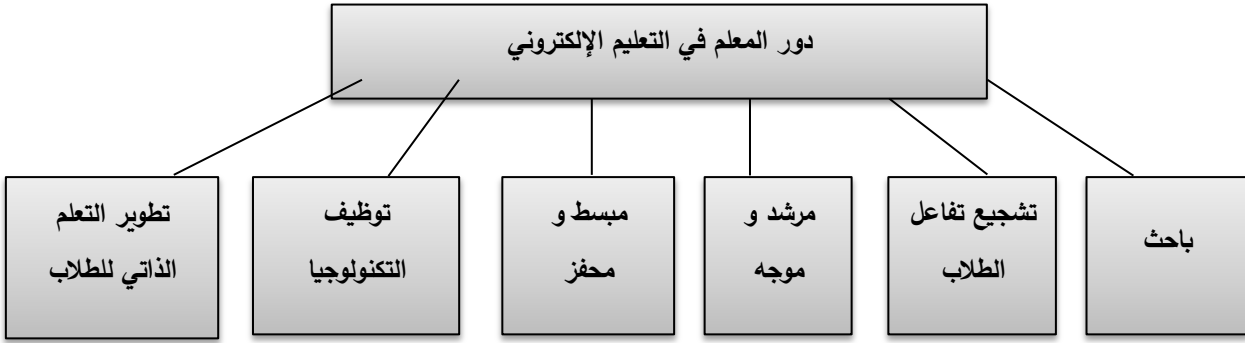 دور المعلم في التعليم الإلكتروني
باحث
تشجيع تفاعل
الطلاب
مرشد و
موجه
مبسط و
محفز
توظيف
التكنولوجيا
تطوير التعلم
الذاتي للطلاب